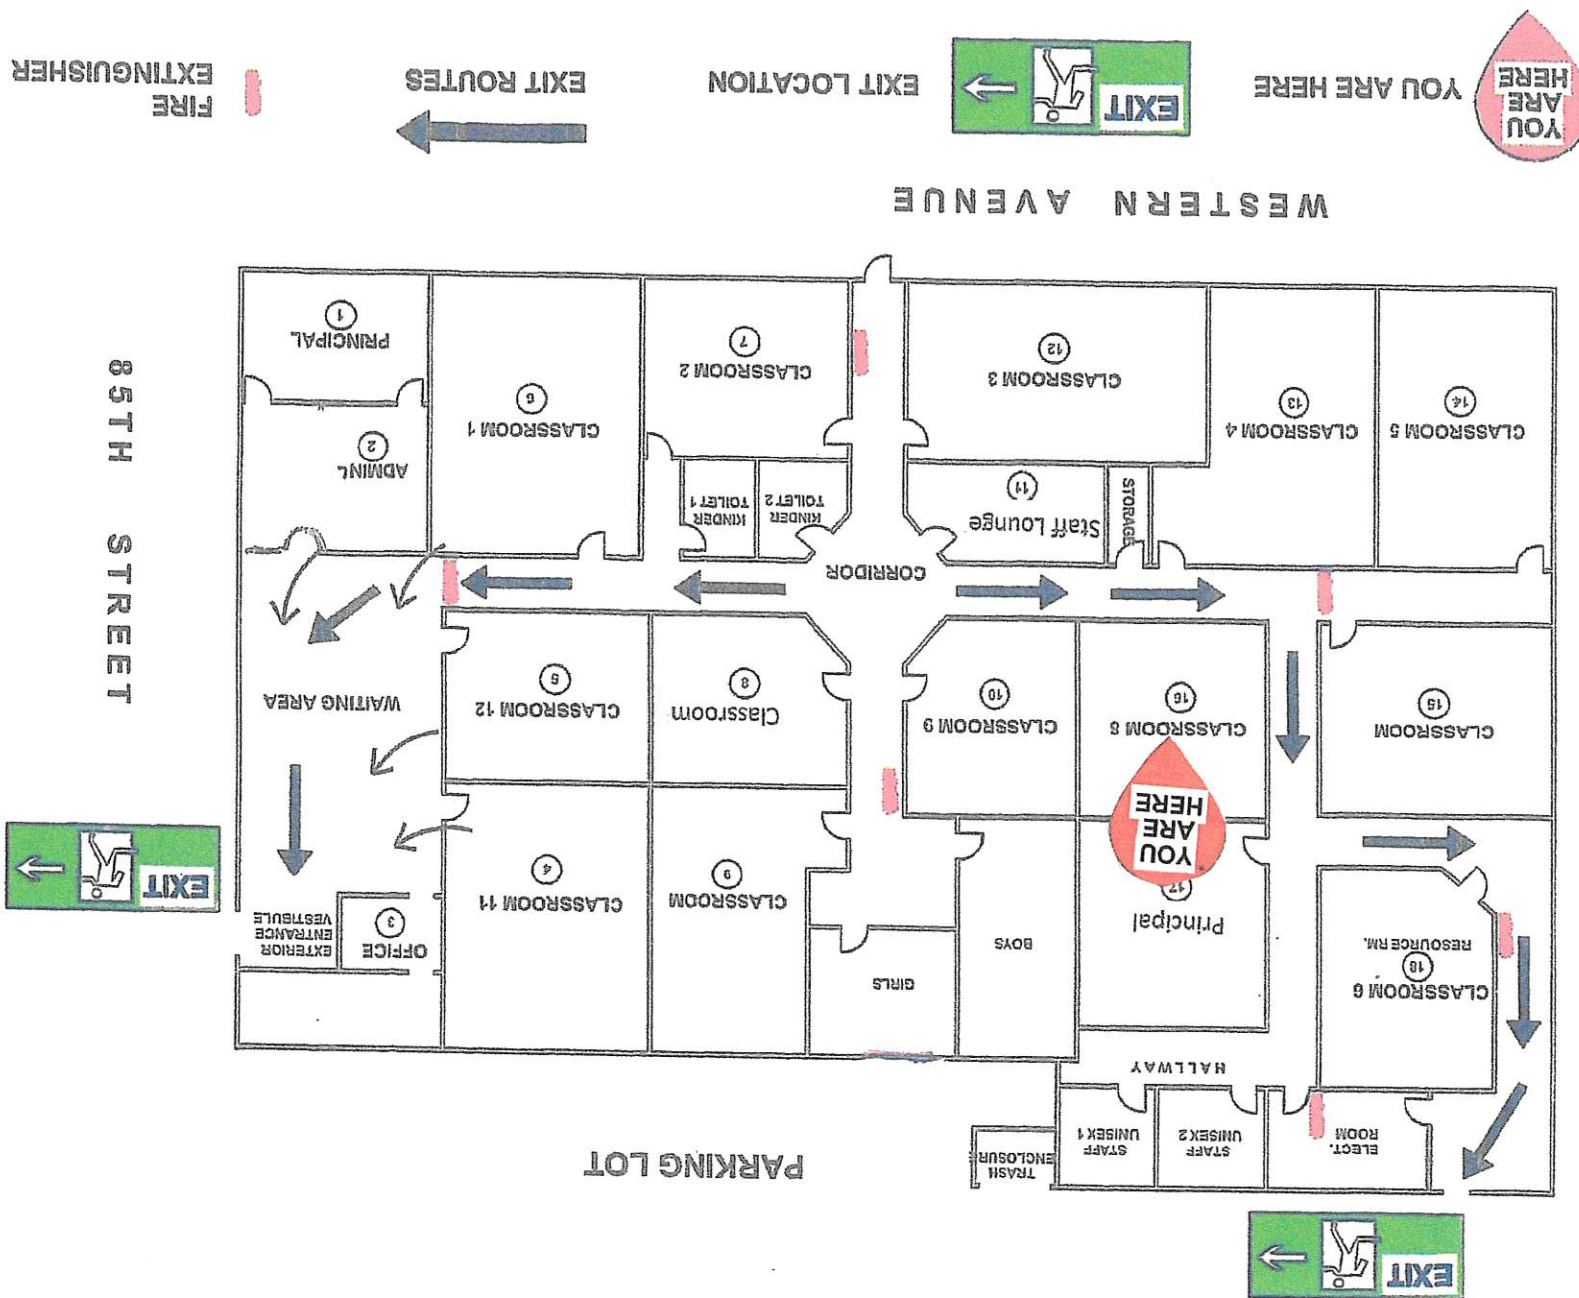 EXIT
TRASH
ENCLOSURE
ELECT.
ROOM
STAFF
UNISEX 2
STAFF
UNISEX 1
PARKING LOT
HALLWAY
CLASSROOM 6
18
RESOURCE RM.
Principal
17
YOU
ARE
HERE
BOYS
GIRLS
CLASSROOM
9
CLASSROOM 11
4
OFFICE
3
EXTERIOR
ENTRANCE
VESTIBULE
EXIT
CLASSROOM
15
CLASSROOM 8
16
CLASSROOM 9
10
Classroom
8
CLASSROOM 12
5
WAITING AREA
85TH STREET
CORRIDOR
CLASSROOM 5
14
CLASSROOM 4
13
STORAGE
Staff Lounge
11
CLASSROOM 3
12
KINDER
TOILET 2
KINDER
TOILET 1
CLASSROOM 2
7
CLASSROOM 1
6
ADMIN'L
2
PRINCIPAL
1
WESTERN AVENUE
YOU
ARE
HERE
YOU ARE HERE
EXIT
EXIT LOCATION
EXIT ROUTES
FIRE
EXTINGUISHER